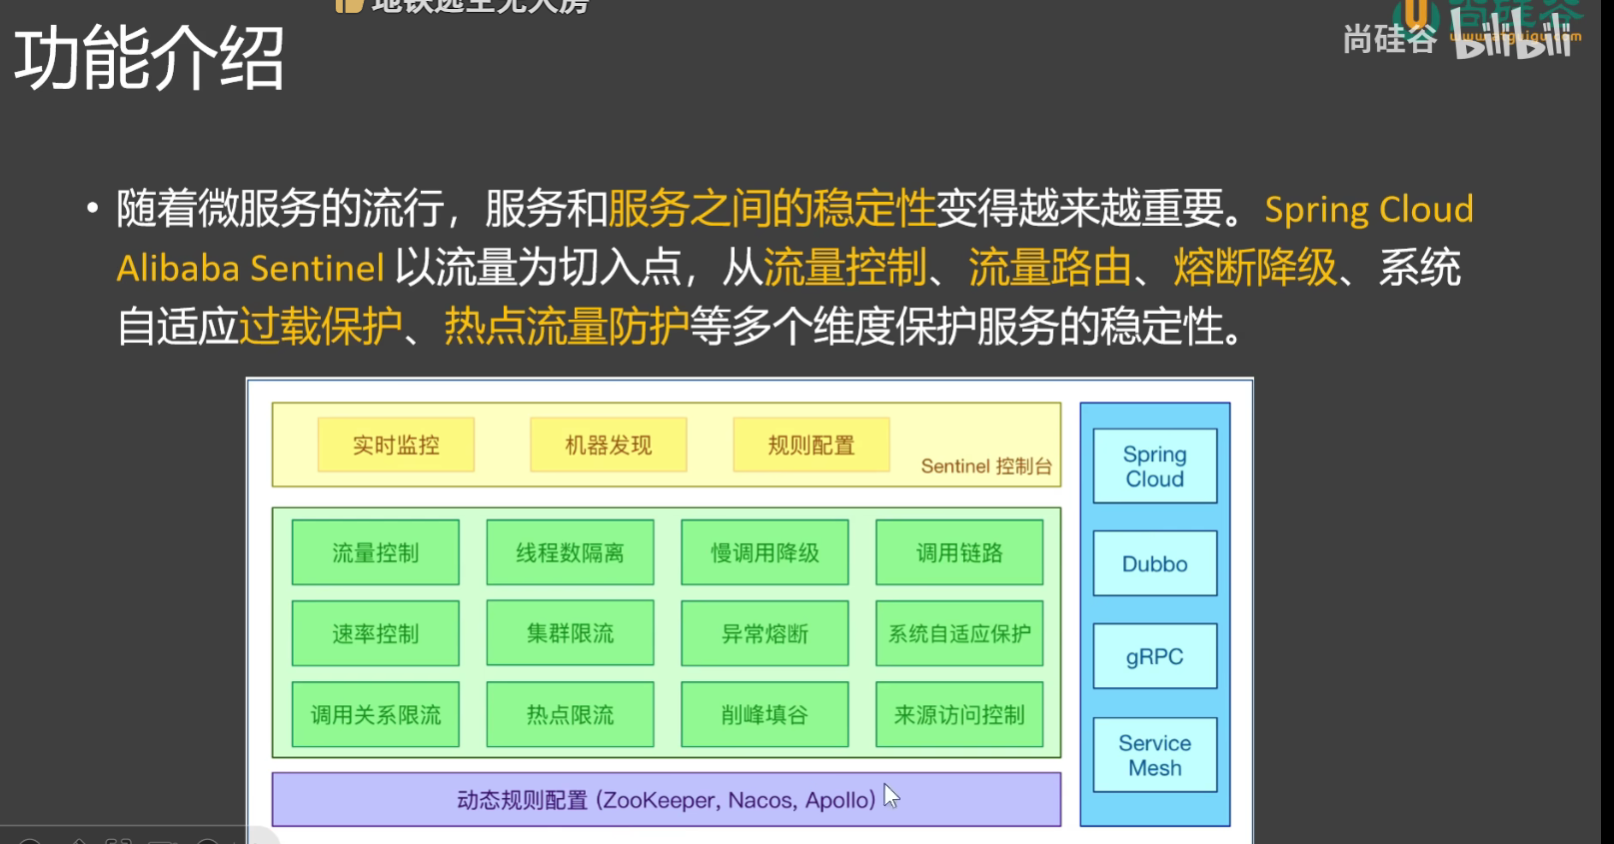 地铁逃生无人房
尚硅谷
bilibili
功能介绍
• 随着微服务的流行，服务和服务之间的稳定性变得越来越重要。Spring Cloud
Alibaba Sentinel 以流量为切入点，从流量控制、流量路由、熔断降级、系统
自适应过载保护、热点流量防护等多个维度保护服务的稳定性。
实时监控 机器发现 规则配置
Sentinel 控制台
流量控制 线程数隔离 慢调用降级 调用链路
速率控制 集群限流 异常熔断 系统自适应保护
调用关系限流 热点限流 削峰填谷 来源访问控制
动态规则配置 (ZooKeeper, Nacos, Apollo)
Spring
Cloud
Dubbo
gRPC
Service
Mesh